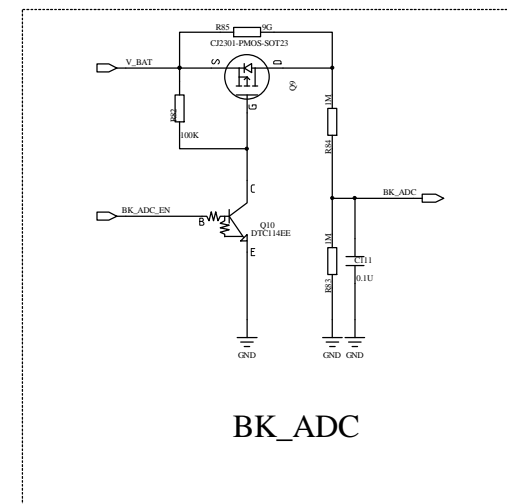 R85 9G
CJ2301-PMOS-SOT23
V_BAT
S
D
Q9
G
R82
100K
1M
R84
C
BK_ADC
BK_ADC_EN
B
Q10
DTC114EE
E
1M
R83
C111
0.1U
GND
GND GND
BK_ADC